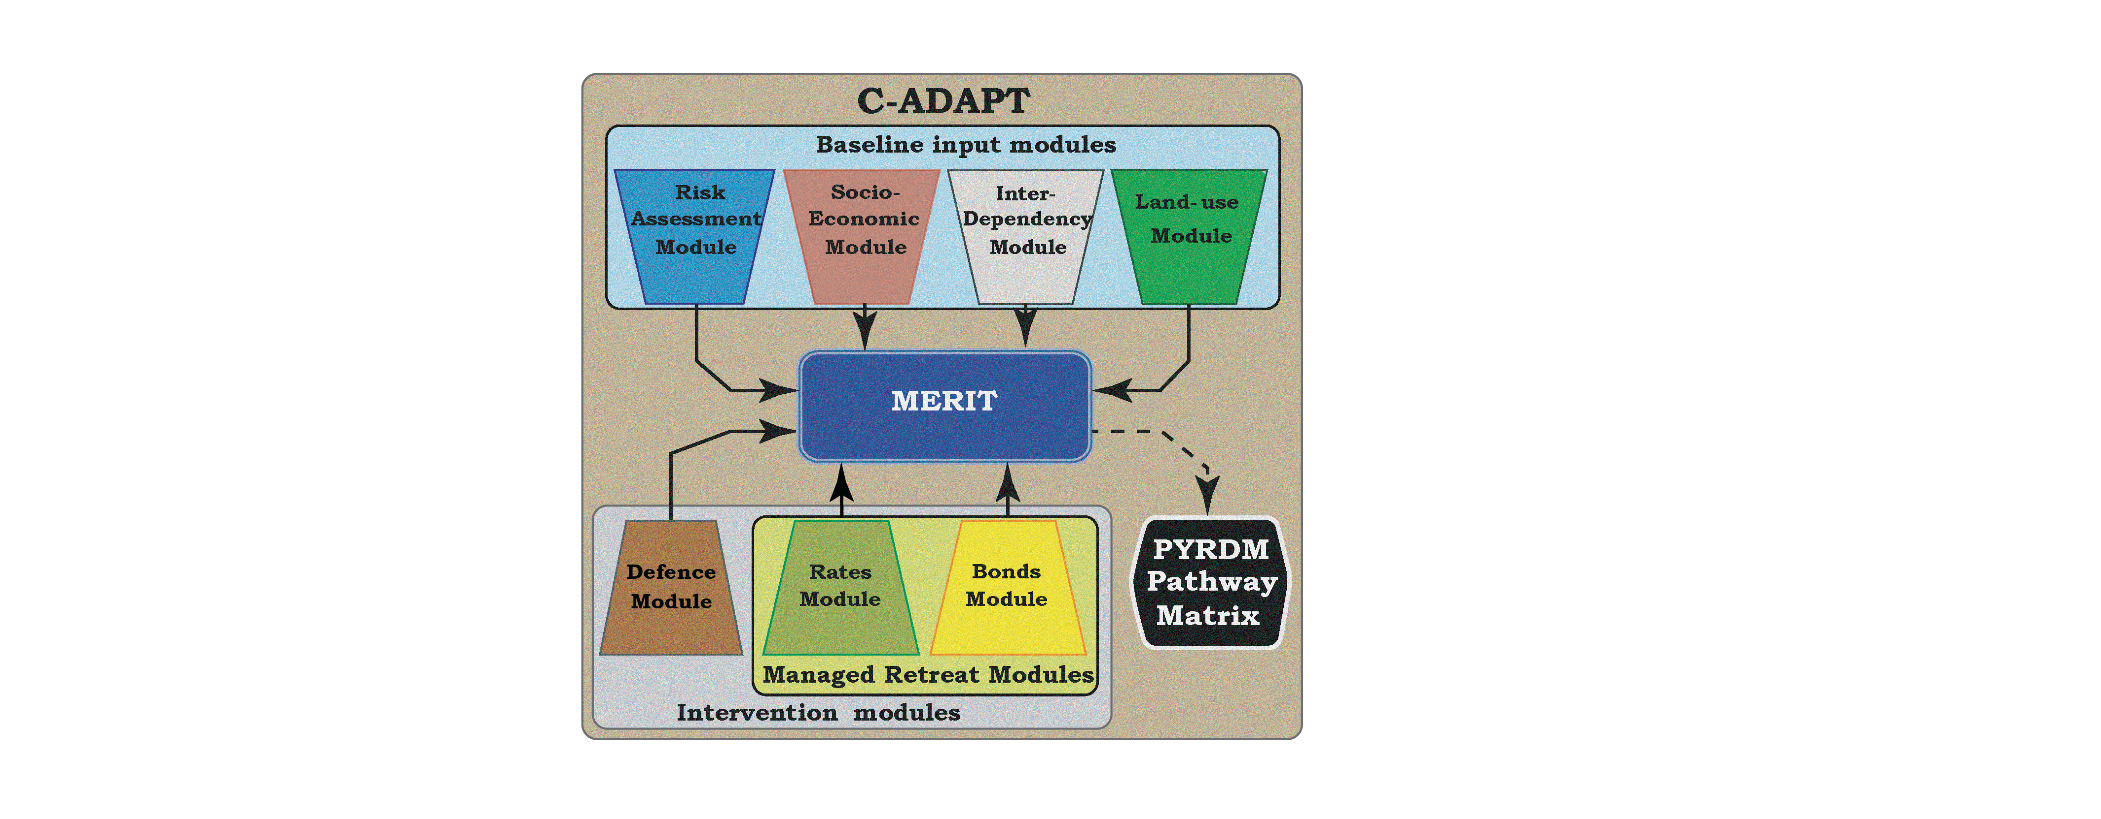 C-ADAPT
Baseline input modules
Risk
Assessment
Module
Socio-
Economic
Module
Inter-
Dependency
Module
Land-use
Module
MERIT
Defence
Module
Rates
Module
Bonds
Module
Managed Retreat Modules
Intervention modules
PYRDM
Pathway
Matrix